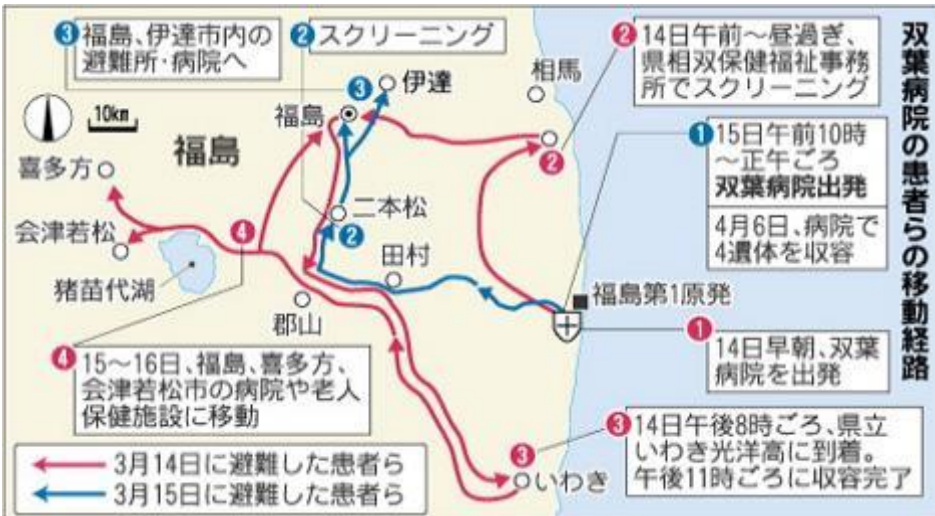 双葉病院の患者らの移動経路
❸福島、伊達市内の
避難所・病院へ
❷スクリーニング
❷14日午前～昼過ぎ、
県相双保健福祉事務
所でスクリーニング
❶15日午前10時
～正午ごろ
双葉病院出発
4月6日、病院で
4遺体を収容
10km
福島
❸
伊達
相馬
福島
喜多方
❷
会津若松
❹
二本松
❷
田村
猪苗代湖
郡山
福島第1原発
❶
14日早朝、双葉
病院を出発
❹15～16日、福島、喜多方、
会津若松市の病院や老人
保健施設に移動
❸14日午後8時ごろ、県立
いわき光洋高に到着。
午後11時ごろに収容完了
❸
いわき
3月14日に避難した患者ら
3月15日に避難した患者ら